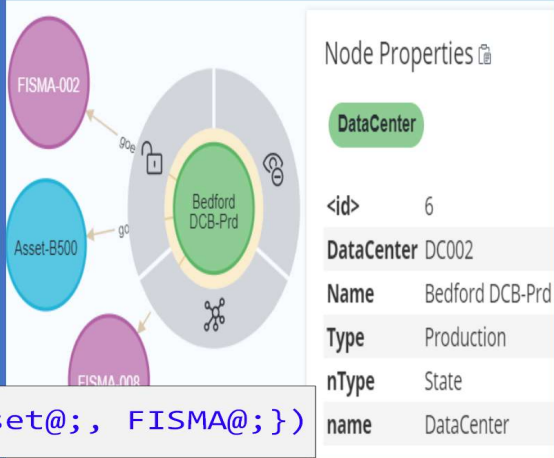 FISMA-002
goe
Bedford
DCB-Prd
Asset-B500
go
FISMA-008
set@;, FISMA@;})
Node Properties
DataCenter
<id> 6
DataCenter DC002
Name Bedford DCB-Prd
Type Production
nType State
name DataCenter